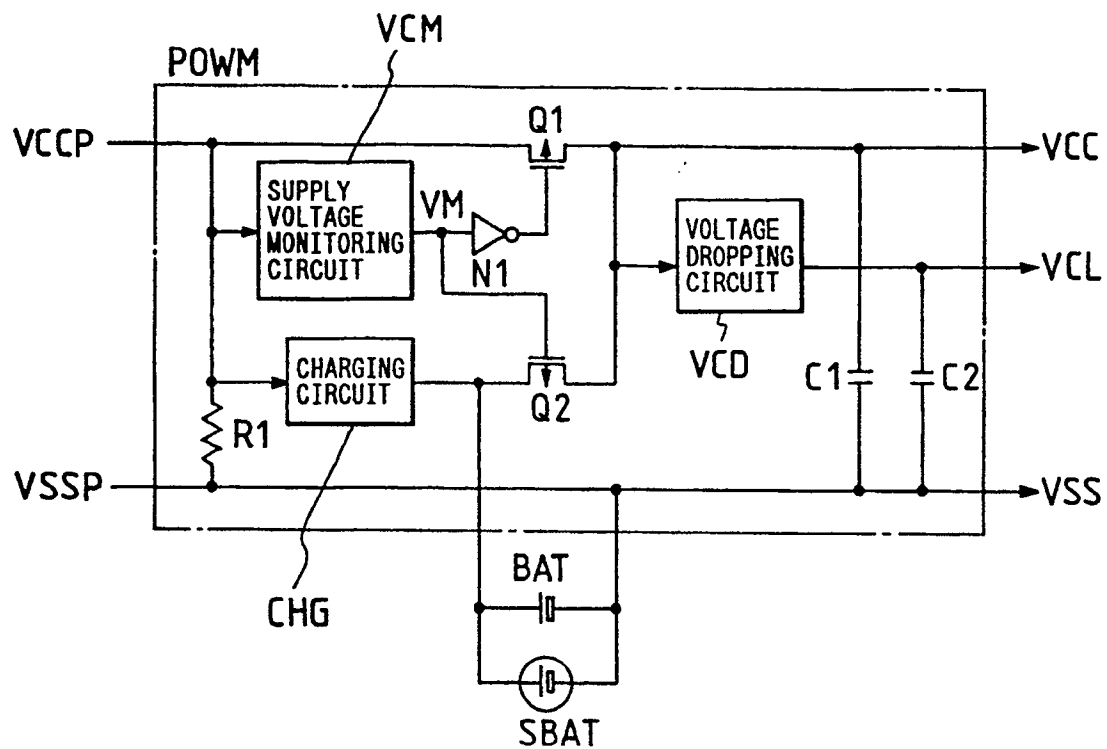 VCM
POWM
VCCP
Q1
VCC
SUPPLY
VOLTAGE
MONITORING
CIRCUIT
VM
N1
VOLTAGE
DROPPING
CIRCUIT
VCL
VCD
CHARGING
CIRCUIT
Q2
C1
C2
R1
VSSP
VSS
BAT
CHG
SBAT